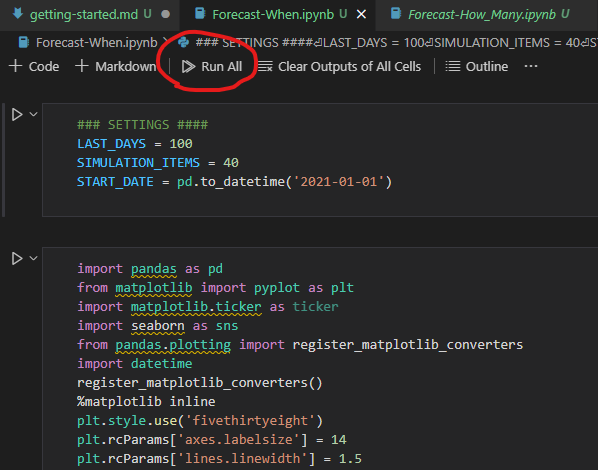 getting-started.md U
Forecast-When.ipynb U
Forecast-How_Many.ipynb U
Forecast-When.ipynb > ### SETTINGS ####⏎LAST_DAYS = 100⏎SIMULATION_ITEMS = 40⏎ST
+ Code + Markdown Run All Clear Outputs of All Cells Outline ...
### SETTINGS ####
LAST_DAYS = 100
SIMULATION_ITEMS = 40
START_DATE = pd.to_datetime('2021-01-01')
import pandas as pd
from matplotlib import pyplot as plt
import matplotlib.ticker as ticker
import seaborn as sns
from pandas.plotting import register_matplotlib_converters
import datetime
register_matplotlib_converters()
%matplotlib inline
plt.style.use('fivethirtyeight')
plt.rcParams['axes.labelsize'] = 14
plt.rcParams['lines.linewidth'] = 1.5